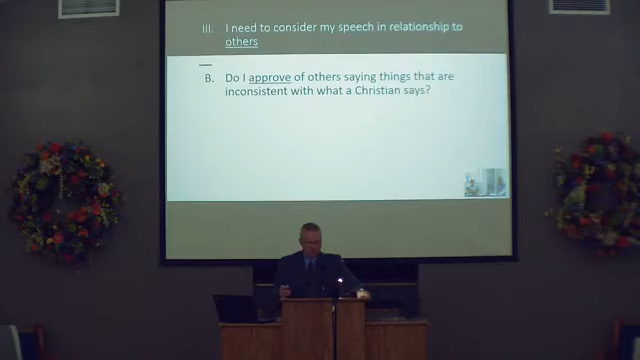 III. I need to consider my speech in relationship to
others
B. Do I approve of others saying things that are
inconsistent with what a Christian says?